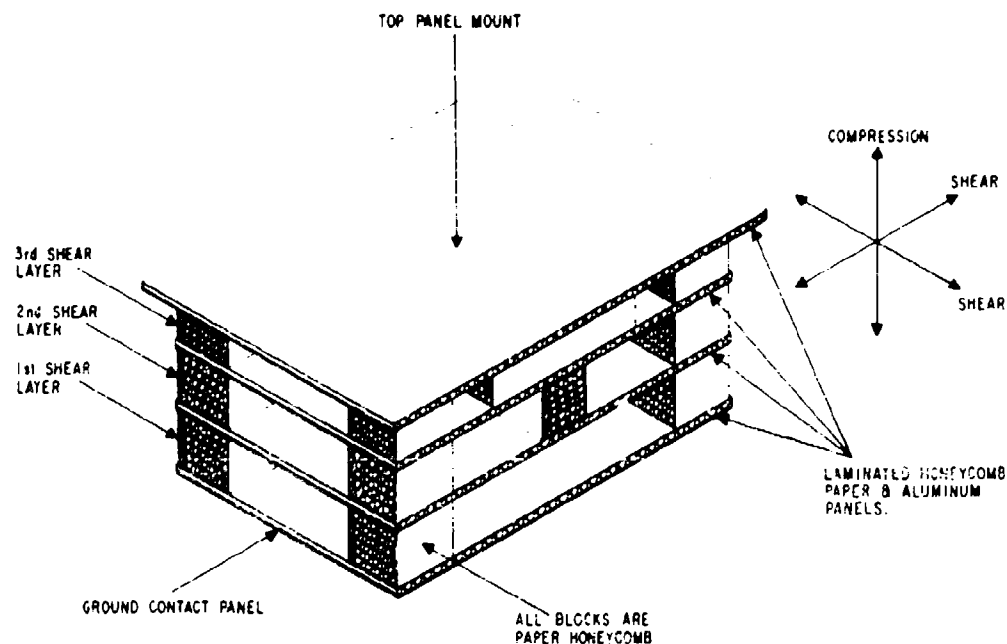 TOP PANEL MOUNT
COMPRESSION
SHEAR
3rd SHEAR
LAYER
2nd SHEAR
LAYER
1st SHEAR
LAYER
SHEAR
LAMINATED HONEYCOMB
PAPER & ALUMINUM
PANELS.
GROUND CONTACT PANEL
ALL BLOCKS ARE
PAPER HONEYCOMB